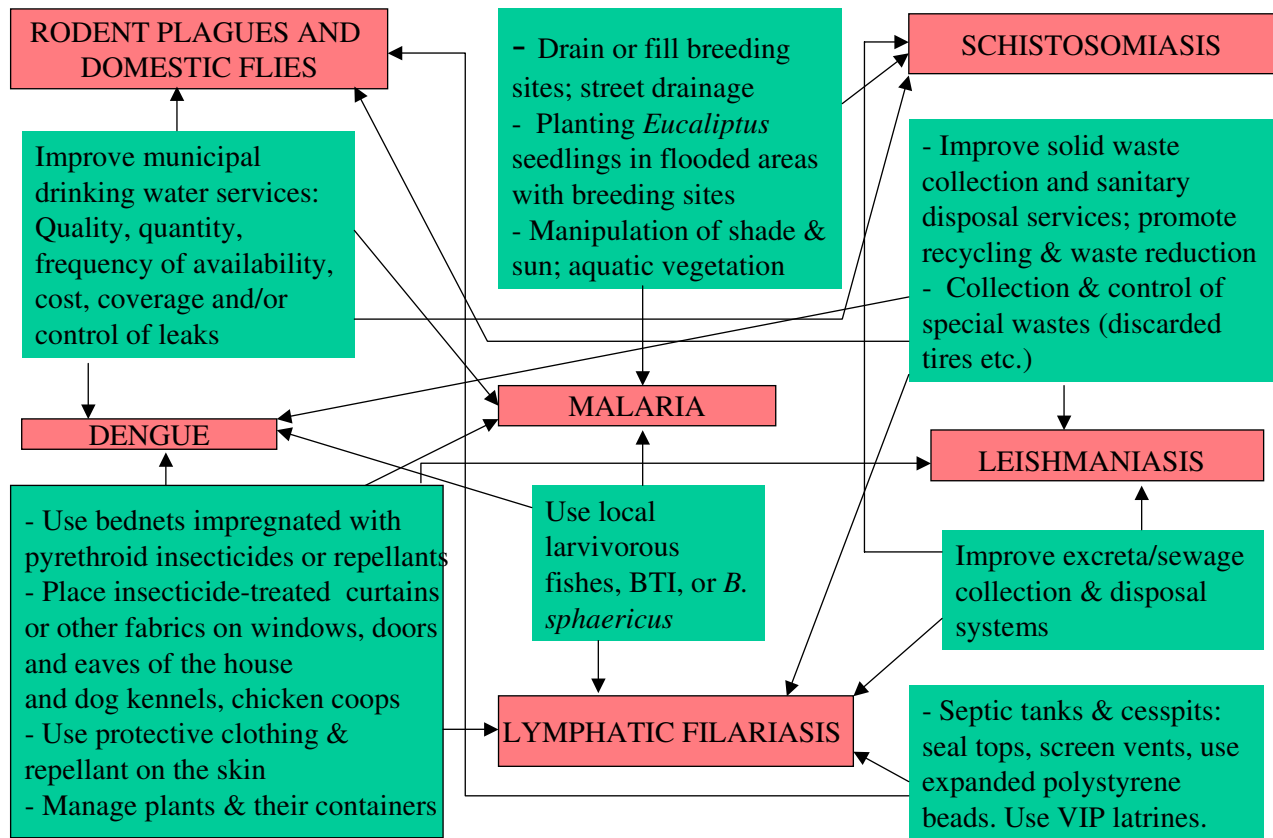 RODENT PLAGUES AND
DOMESTIC FLIES
- Drain or fill breeding
sites; street drainage
- Planting Eucaliptus
seedlings in flooded areas
with breeding sites
- Manipulation of shade &
sun; aquatic vegetation
SCHISTOSOMIASIS
Improve municipal
drinking water services:
Quality, quantity,
frequency of availability,
cost, coverage and/or
control of leaks
- Improve solid waste
collection and sanitary
disposal services; promote
recycling & waste reduction
- Collection & control of
special wastes (discarded
tires etc.)
DENGUE
MALARIA
LEISHMANIASIS
- Use bednets impregnated with
pyrethroid insecticides or repellants
- Place insecticide-treated curtains
or other fabrics on windows, doors
and eaves of the house
and dog kennels, chicken coops
- Use protective clothing &
repellant on the skin
- Manage plants & their containers
Use local
larvivorous
fishes, BTI, or B.
sphaericus
Improve excreta/sewage
collection & disposal
systems
LYMPHATIC FILARIASIS
- Septic tanks & cesspits:
seal tops, screen vents, use
expanded polystyrene
beads. Use VIP latrines.